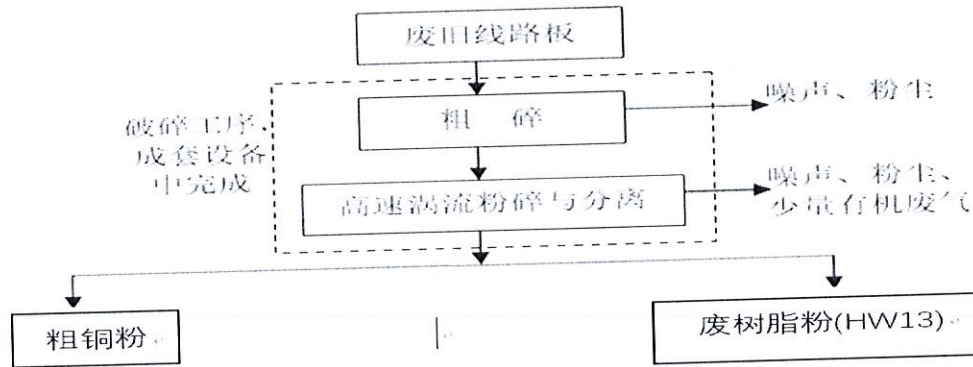 废旧线路板
粗 碎
噪声、粉尘
破碎工序，
成套设备
中完成
高速涡流粉碎与分离
噪声、粉尘、
少量有机废气
粗铜粉
废树脂粉(HW13)